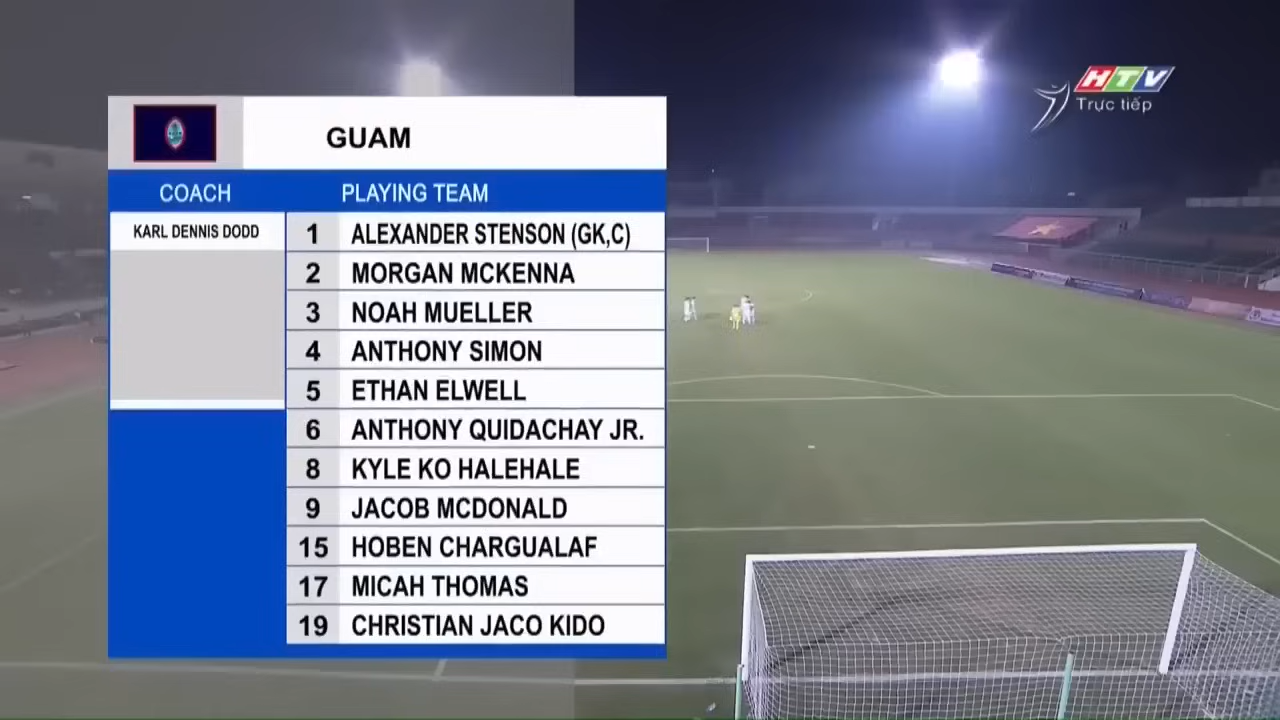 HTV
Trực tiếp
GUAM
COACH
PLAYING TEAM
KARL DENNIS DODD
1 ALEXANDER STENSON (GK,C)
2 MORGAN MCKENNA
3 NOAH MUELLER
4 ANTHONY SIMON
5 ETHAN ELWELL
6 ANTHONY QUIDACHAY JR.
8 KYLE KO HALEHALE
9 JACOB MCDONALD
15 HOBEN CHARGUALAF
17 MICAH THOMAS
19 CHRISTIAN JACO KIDO